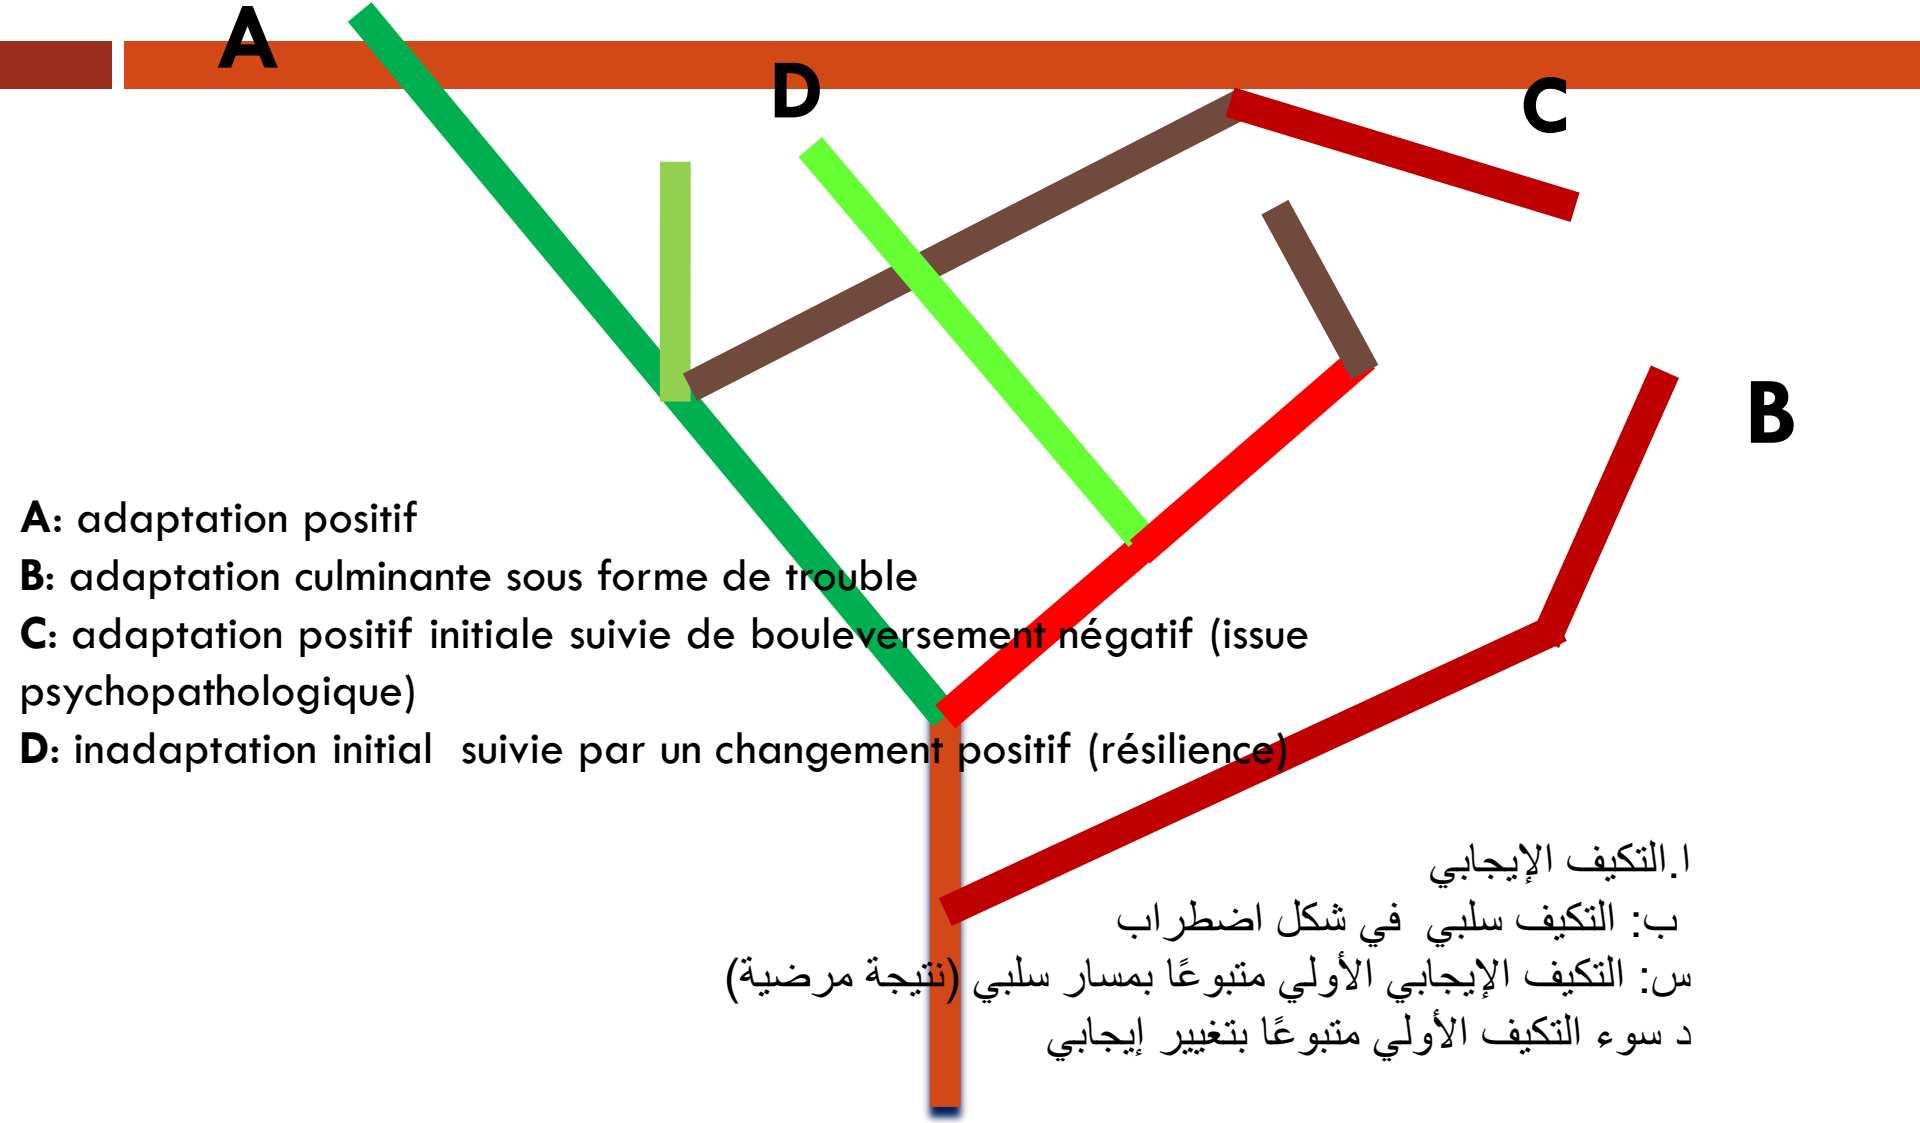 A
D
C
B
A: adaptation positif
B: adaptation culminante sous forme de trouble
C: adaptation positif initiale suivie de bouleversement négatif (issue
psychopathologique)
D: inadaptation initial  suivie par un changement positif (résilience)
ا.التكيف الإيجابي
ب: التكيف سلبي  في شكل اضطراب
س: التكيف الإيجابي الأولي متبوعًا بمسار سلبي (نتيجة مرضية)
د سوء التكيف الأولي متبوعًا بتغيير إيجابي